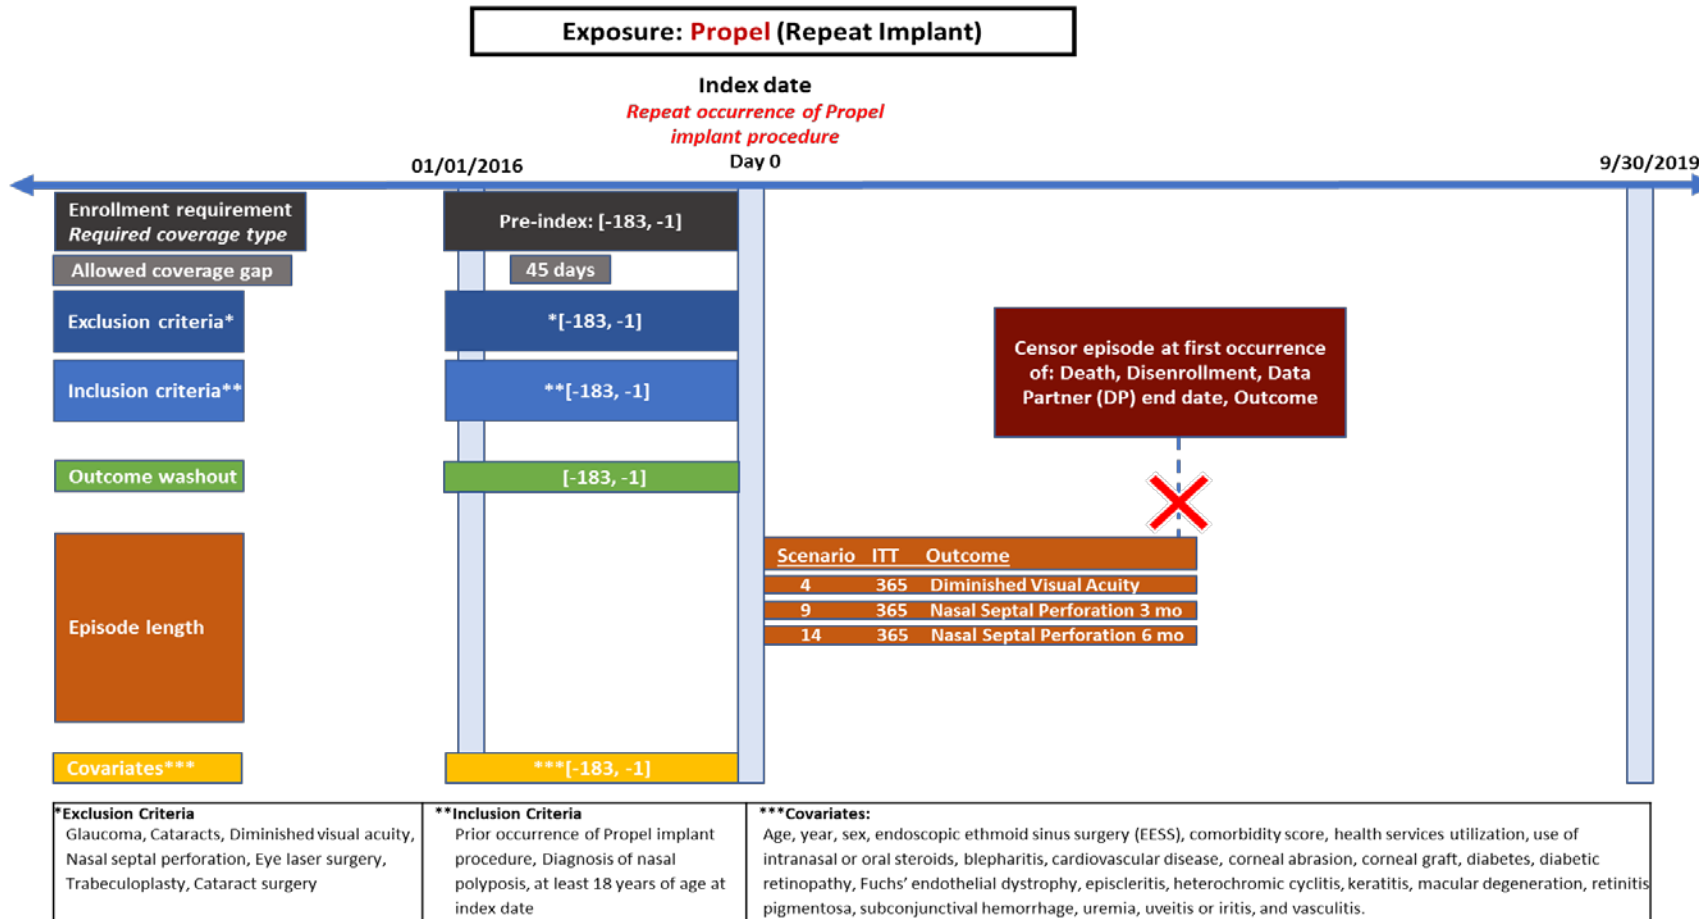 Exposure: Propel (Repeat Implant)
Index date
Repeat occurrence of Propel
implant procedure
01/01/2016
Day 0
9/30/2019
Enrollment requirement
Required coverage type
Pre-index: [-183, -1]
Allowed coverage gap
45 days
Exclusion criteria*
*[-183, -1]
Inclusion criteria**
**[-183, -1]
Censor episode at first occurrence
of: Death, Disenrollment, Data
Partner (DP) end date, Outcome
Outcome washout
[-183, -1]
Episode length
Scenario ITT Outcome
4 365 Diminished Visual Acuity
9 365 Nasal Septal Perforation 3 mo
14 365 Nasal Septal Perforation 6 mo
Covariates***
***[-183, -1]
*Exclusion Criteria
Glaucoma, Cataracts, Diminished visual acuity,
Nasal septal perforation, Eye laser surgery,
Trabeculoplasty, Cataract surgery
**Inclusion Criteria
Prior occurrence of Propel implant
procedure, Diagnosis of nasal
polyposis, at least 18 years of age at
index date
***Covariates:
Age, year, sex, endoscopic ethmoid sinus surgery (EESS), comorbidity score, health services utilization, use of
intranasal or oral steroids, blepharitis, cardiovascular disease, corneal abrasion, corneal graft, diabetes, diabetic
retinopathy, Fuchs' endothelial dystrophy, episcleritis, heterochromic cyclitis, keratitis, macular degeneration, retinitis
pigmentosa, subconjunctival hemorrhage, uremia, uveitis or iritis, and vasculitis.